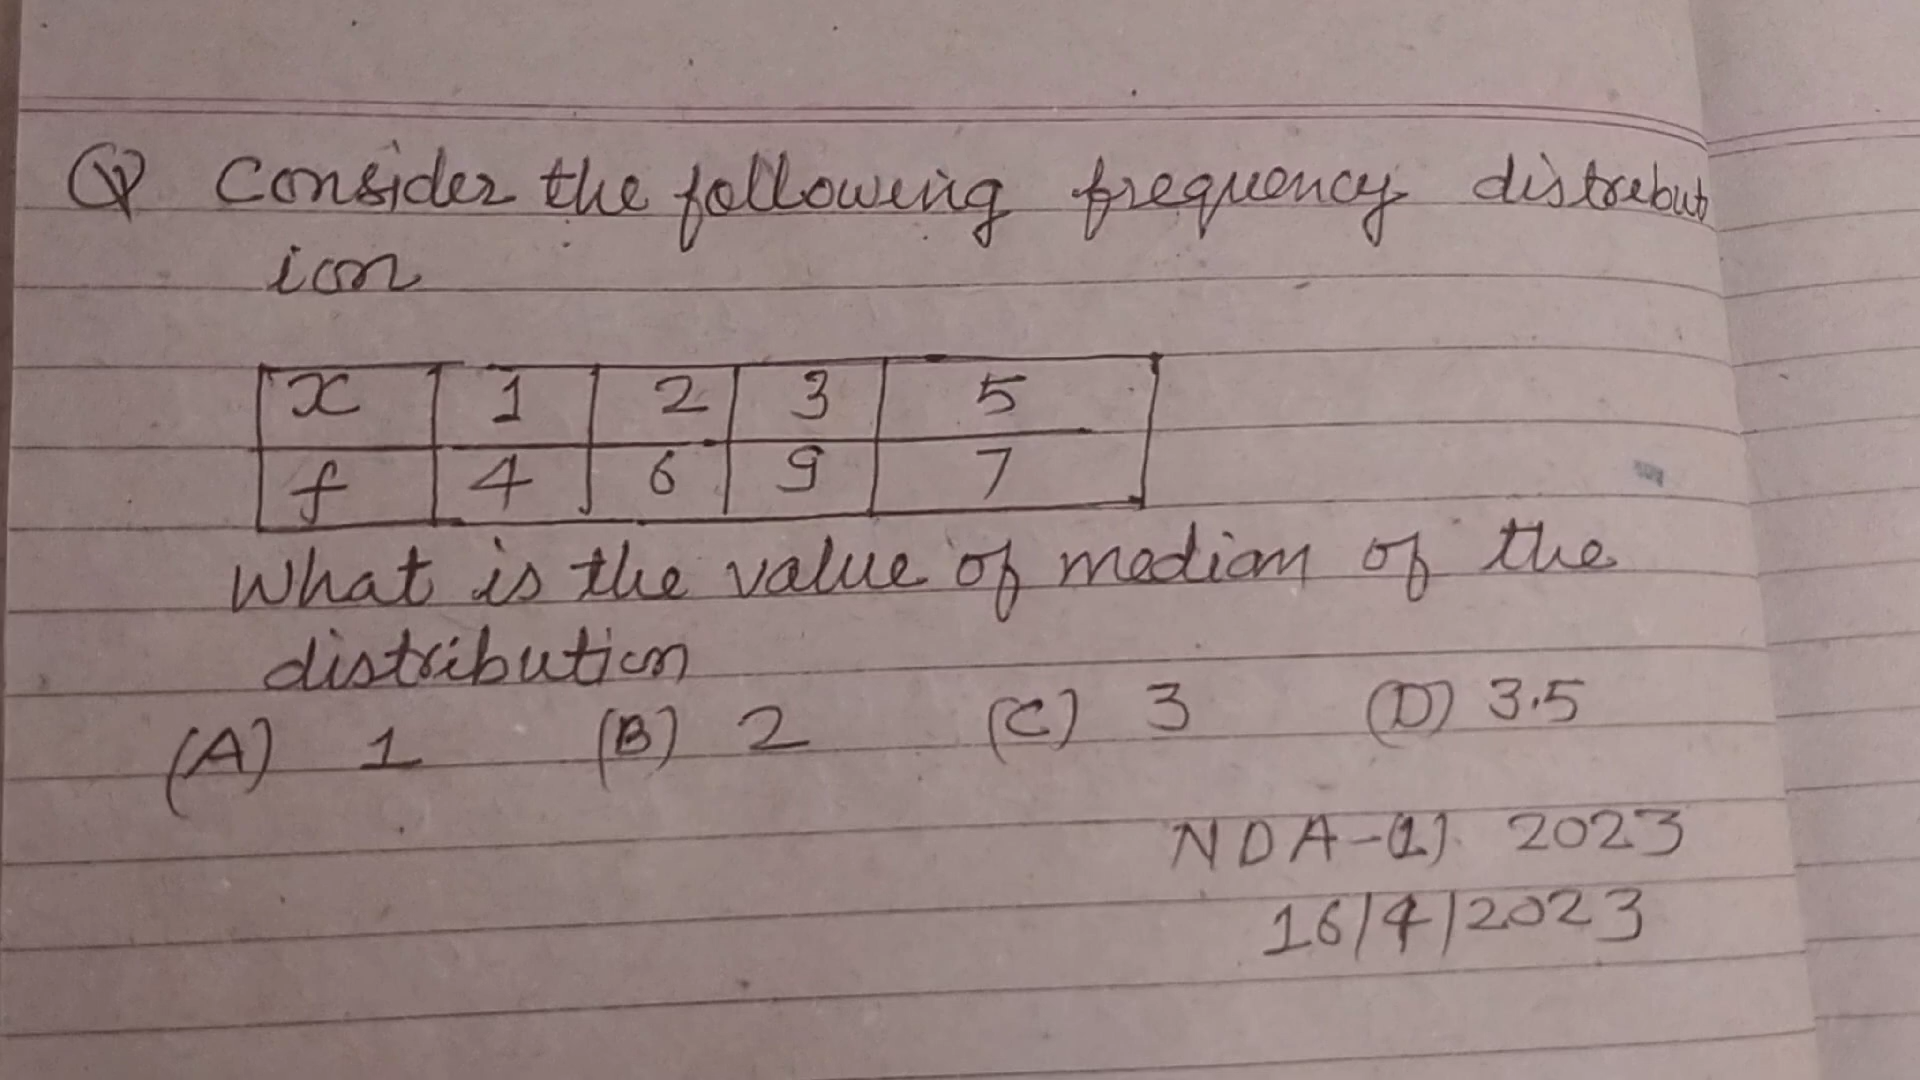 Q Consider the following frequency distribut
ion
x 1 2 3 5
f 4 6 9 7
What is the value of median of the
distribution
(A) 1 (B) 2 (C) 3 (D) 3.5
NDA-(1) 2023
16/4/2023